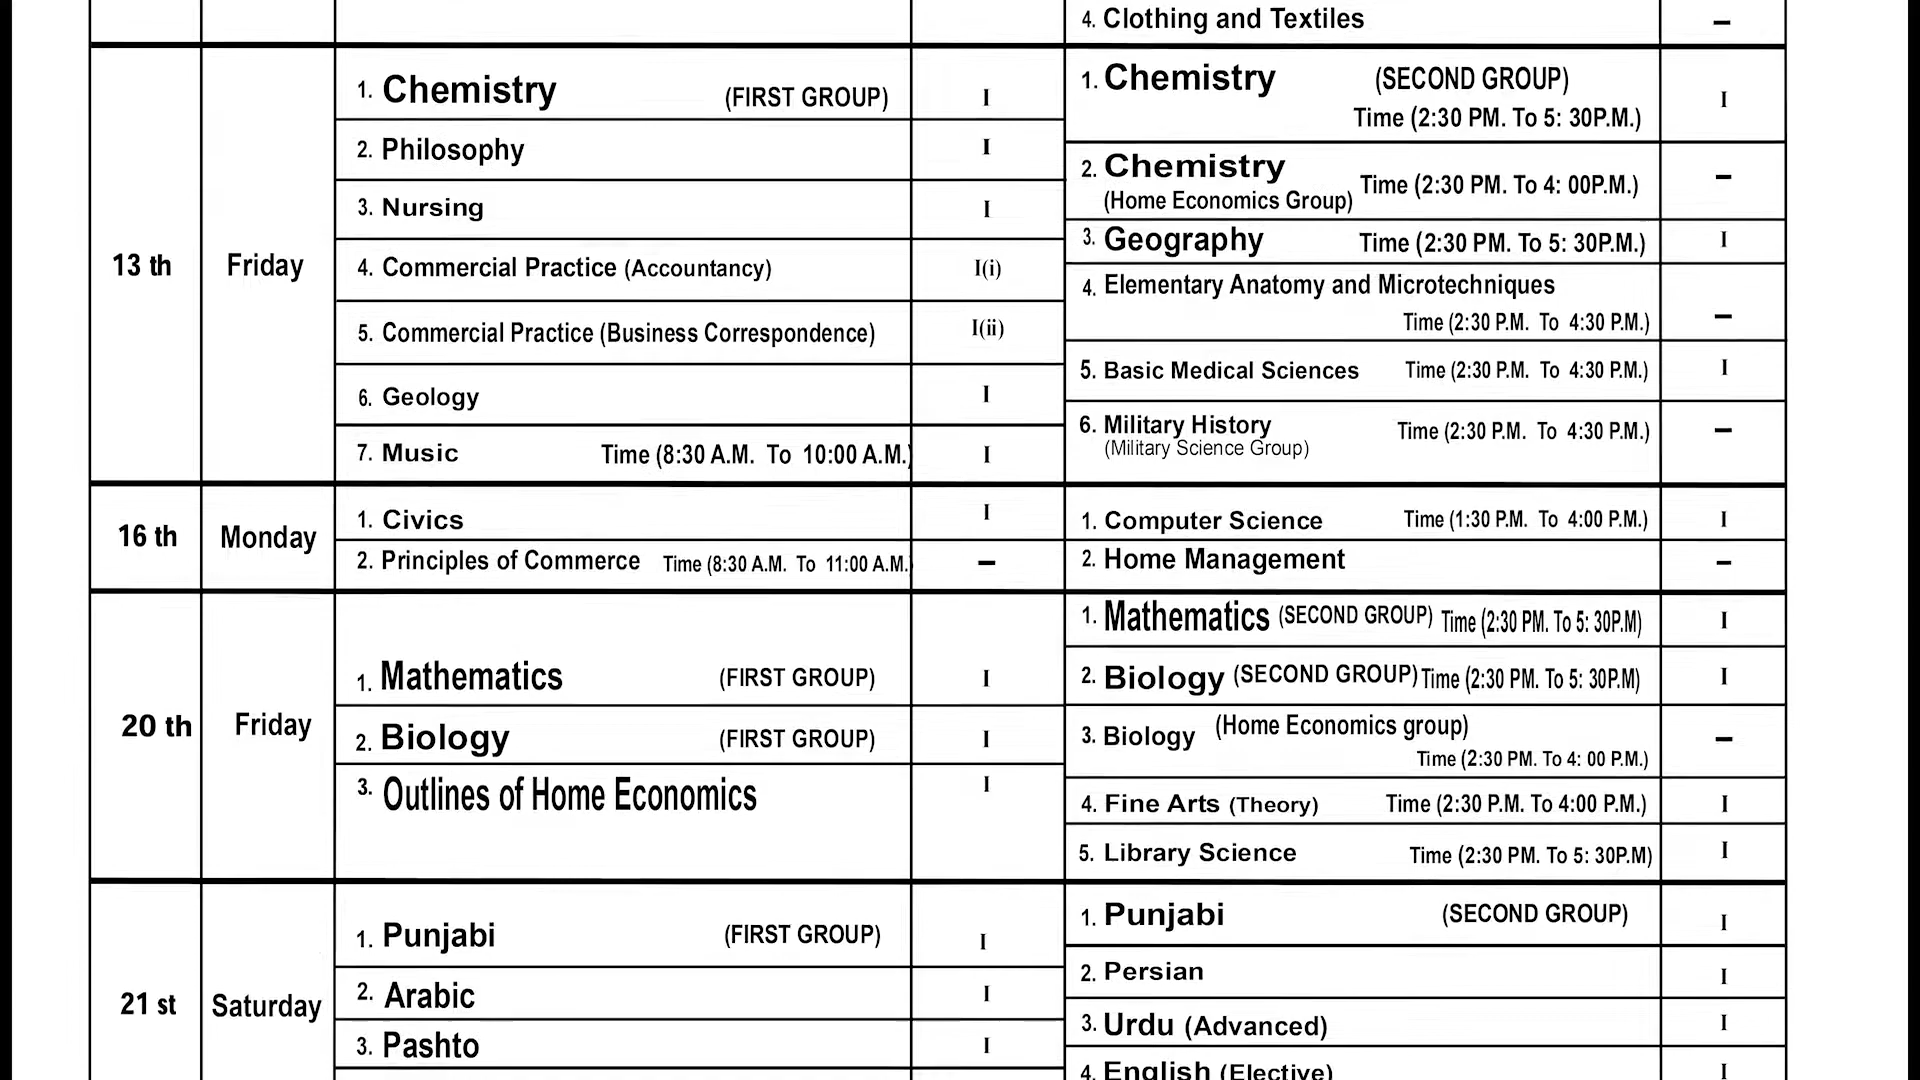 4. Clothing and Textiles –
13 th Friday
1. Chemistry (FIRST GROUP) I
2. Philosophy I
3. Nursing I
4. Commercial Practice (Accountancy) I(i)
5. Commercial Practice (Business Correspondence) I(ii)
6. Geology I
7. Music Time (8:30 A.M. To 10:00 A.M.) I
1. Chemistry (SECOND GROUP) I
Time (2:30 PM. To 5: 30P.M.)
2. Chemistry Time (2:30 PM. To 4: 00P.M.) –
(Home Economics Group)
3. Geography Time (2:30 PM. To 5: 30P.M.) I
4. Elementary Anatomy and Microtechniques
Time (2:30 P.M. To 4:30 P.M.) –
5. Basic Medical Sciences Time (2:30 P.M. To 4:30 P.M.) I
6. Military History Time (2:30 P.M. To 4:30 P.M.) –
(Military Science Group)
16 th Monday
1. Civics I
2. Principles of Commerce Time (8:30 A.M. To 11:00 A.M.) –
1. Computer Science Time (1:30 P.M. To 4:00 P.M.) I
2. Home Management –
20 th Friday
1. Mathematics (FIRST GROUP) I
2. Biology (FIRST GROUP) I
3. Outlines of Home Economics I
1. Mathematics (SECOND GROUP) Time (2:30 PM. To 5: 30P.M) I
2. Biology (SECOND GROUP) Time (2:30 PM. To 5: 30P.M) I
3. Biology (Home Economics group) –
Time (2:30 PM. To 4: 00 P.M.)
4. Fine Arts (Theory) Time (2:30 P.M. To 4:00 P.M.) I
5. Library Science Time (2:30 PM. To 5: 30P.M) I
21 st Saturday
1. Punjabi (FIRST GROUP) I
2. Arabic I
3. Pashto I
1. Punjabi (SECOND GROUP) I
2. Persian I
3. Urdu (Advanced) I
4. English (Elective) I